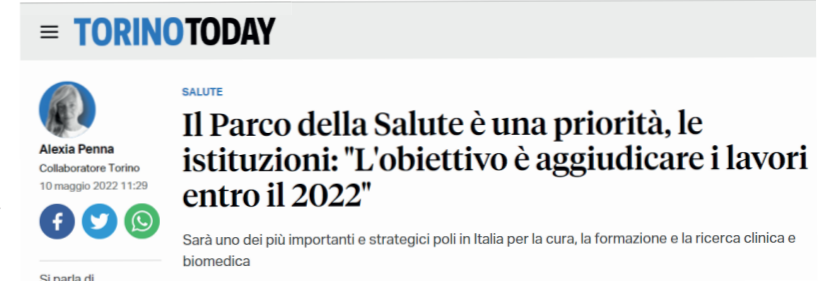 TORINOTODAY
SALUTE
Il Parco della Salute è una priorità, le
istituzioni: "L'obiettivo è aggiudicare i lavori
entro il 2022"
Alexia Penna
Collaboratore Torino
10 maggio 2022 11:29
Sarà uno dei più importanti e strategici poli in Italia per la cura, la formazione e la ricerca clinica e
biomedica
Si parla di